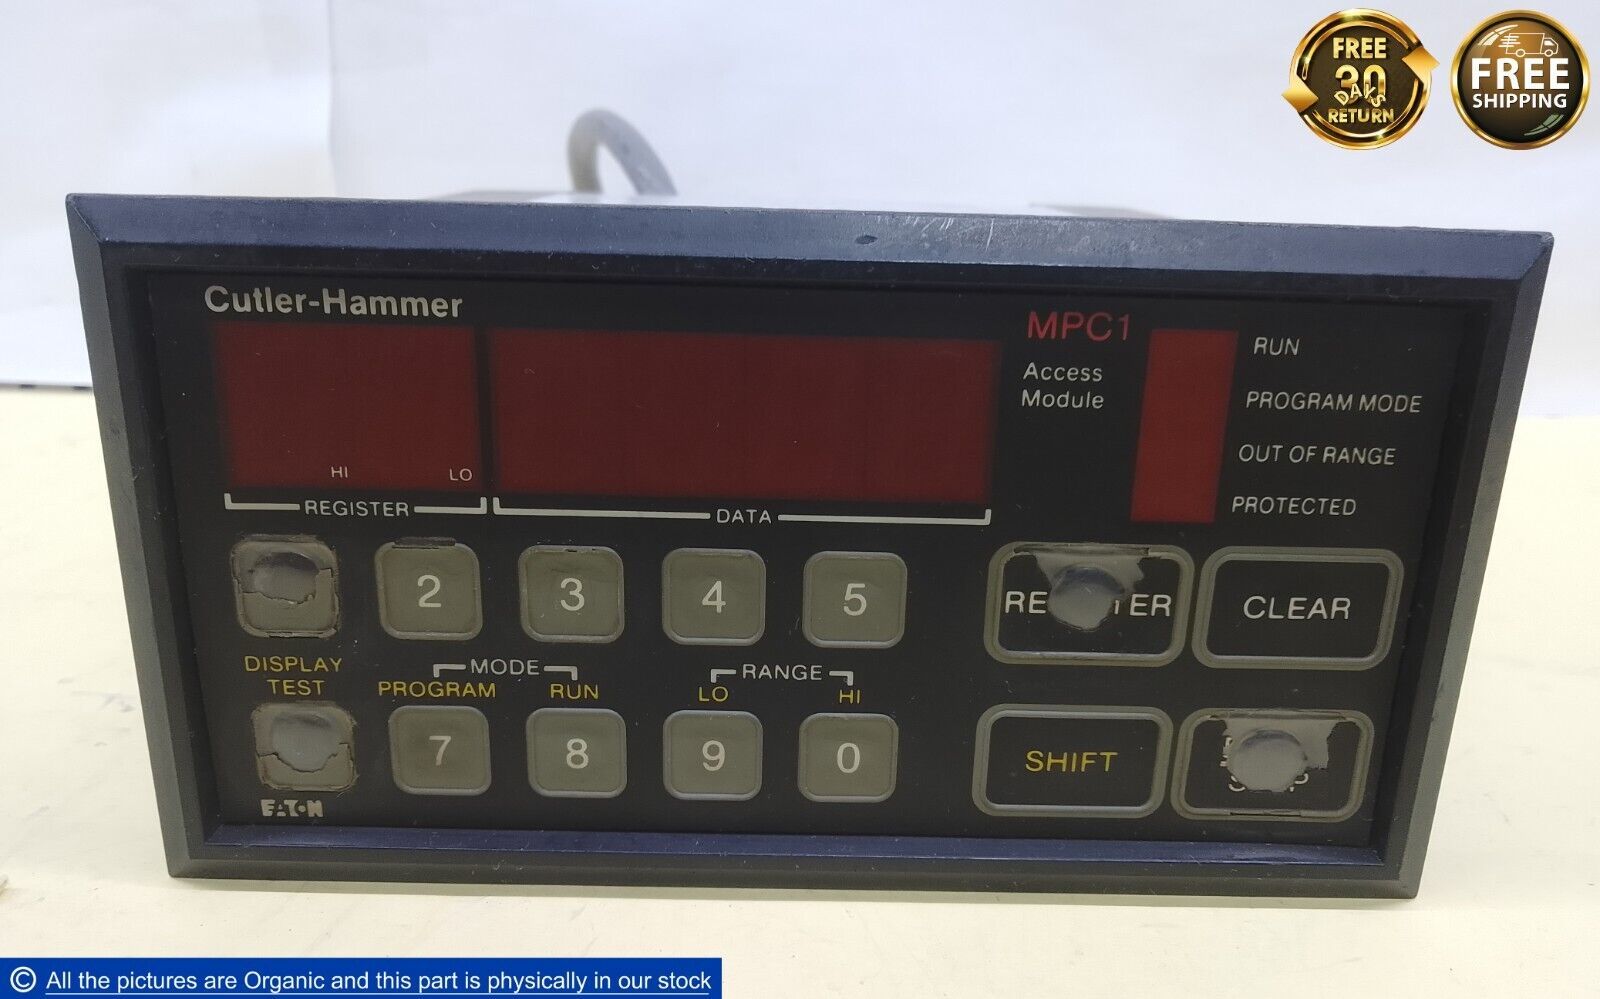 FREE
30
DAYS
RETURN
FREE
SHIPPING
Cutler-Hammer
MPC1
Access
Module
RUN
PROGRAM MODE
OUT OF RANGE
PROTECTED
HI LO
REGISTER
DATA
2 3 4 5
CLEAR
DISPLAY
TEST
MODE
PROGRAM RUN
RANGE
LO HI
7 8 9 0
SHIFT
EATON
© All the pictures are Organic and this part is physically in our stock